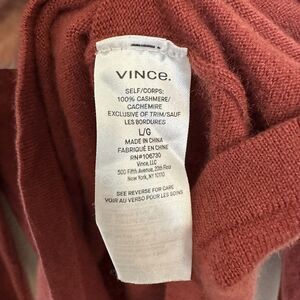 VINCE.
SELF/CORPS:
100% CASHMERE/
CACHEMIRE
EXCLUSIVE OF TRIM/SAUF
LES BORDURES
L/G
MADE IN CHINA
FABRIQUÉ EN CHINE
RN#106730
Vince, LLC
500 Fifth Avenue, 20th Floor
New York, NY 10110
SEE REVERSE FOR CARE
VOIR AU VERSO POUR LES SOINS